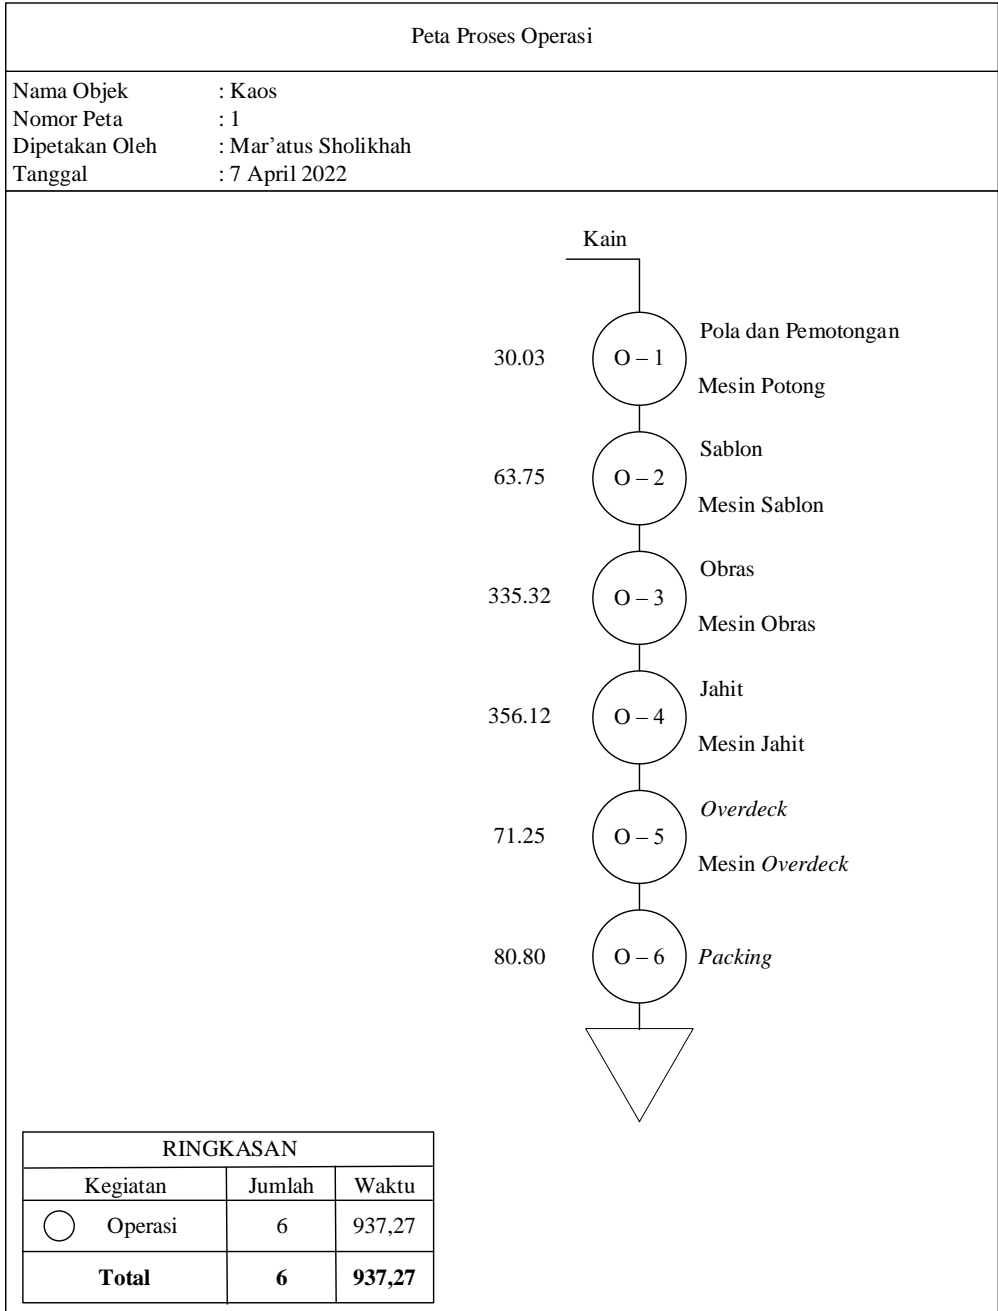 Peta Proses Operasi
Nama Objek : Kaos
Nomor Peta : 1
Dipetakan Oleh : Mar’atus Sholikhah
Tanggal : 7 April 2022
Kain
Pola dan Pemotongan
30.03 O – 1
Mesin Potong
Sablon
63.75 O – 2
Mesin Sablon
Obras
335.32 O – 3
Mesin Obras
Jahit
356.12 O – 4
Mesin Jahit
Overdeck
71.25 O – 5
Mesin Overdeck
80.80 O – 6 Packing
RINGKASAN
Kegiatan Jumlah Waktu
Operasi 6 937,27
Total 6 937,27